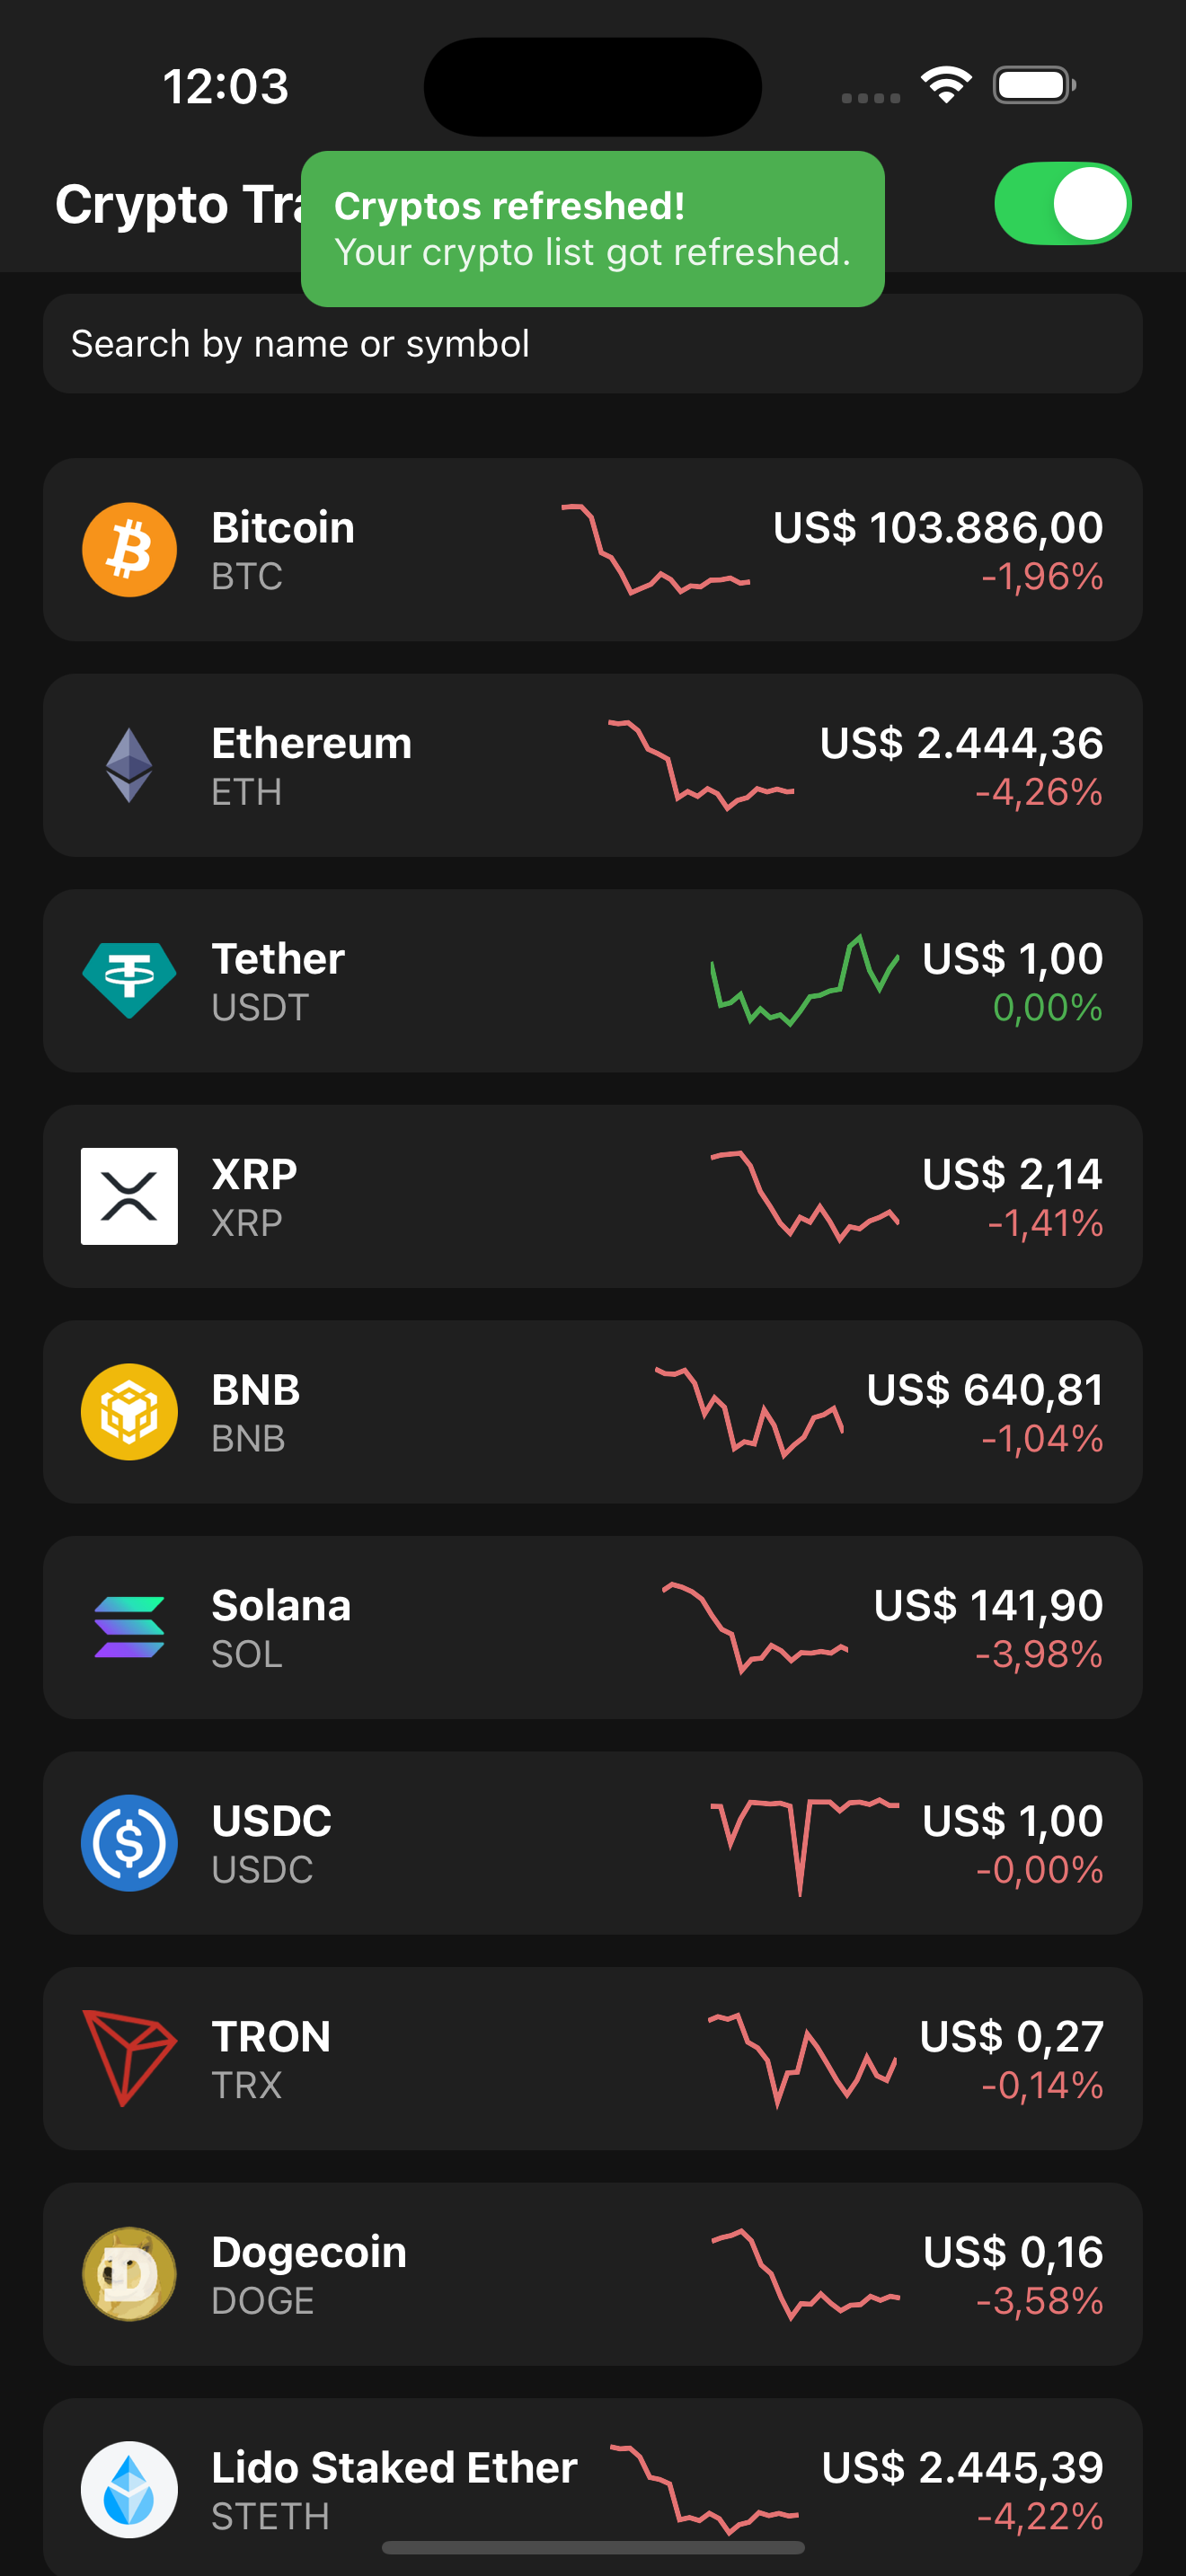 12:03
Crypto
Cryptos refreshed!
Your crypto list got refreshed.
Search by name or symbol
Bitcoin
US$ 103.886,00
BTC
-1,96%
Ethereum
US$ 2.444,36
ETH
-4,26%
Tether
US$ 1,00
USDT
0,00%
XRP
US$ 2,14
XRP
-1,41%
BNB
US$ 640,81
BNB
-1,04%
Solana
US$ 141,90
SOL
-3,98%
USDC
US$ 1,00
USDC
-0,00%
TRON
US$ 0,27
TRX
-0,14%
Dogecoin
US$ 0,16
DOGE
-3,58%
Lido Staked Ether
US$ 2.445,39
STETH
-4,22%